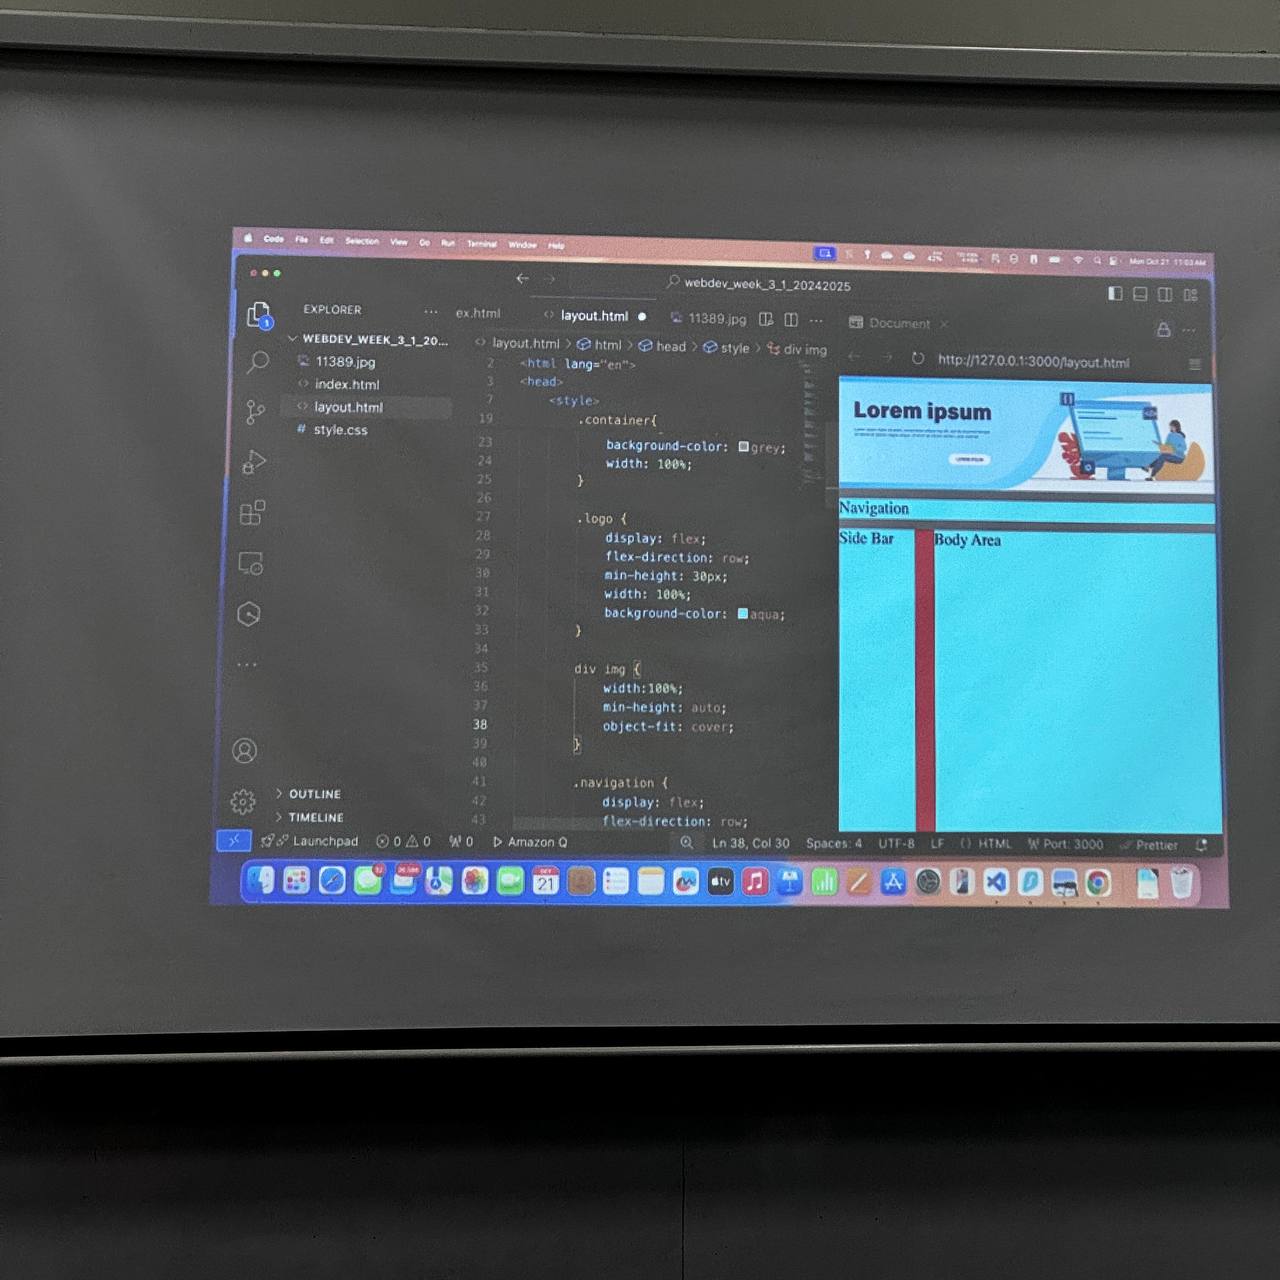 Code File Edit Selection View Go Run Terminal Window Help
42%
Mon Oct 21 11:03 AM
webdev_week_3_1_20242025
EXPLORER
ex.html
layout.html
11389.jpg
Document
WEBDEV_WEEK_3_1_20...
11389.jpg
index.html
layout.html
# style.css
1
layout.html > html > head > style > div img
http://127.0.0.1:3000/layout.html
2 <html lang="en">
3 <head>
7 <style>
19 .container{
23 background-color: grey;
24 width: 100%;
25 }
26
27 .logo {
28 display: flex;
29 flex-direction: row;
30 min-height: 30px;
31 width: 100%;
32 background-color: aqua;
33 }
34
35 div img {
36 width:100%;
37 min-height: auto;
38 object-fit: cover;
39 }
40
41 .navigation {
42 display: flex;
43 flex-direction: row;
Lorem ipsum
Navigation
Side Bar
Body Area
OUTLINE
TIMELINE
Launchpad 0 0 0 Amazon Q
Ln 38, Col 30 Spaces: 4 UTF-8 LF HTML Port: 3000 Prettier
21
tv